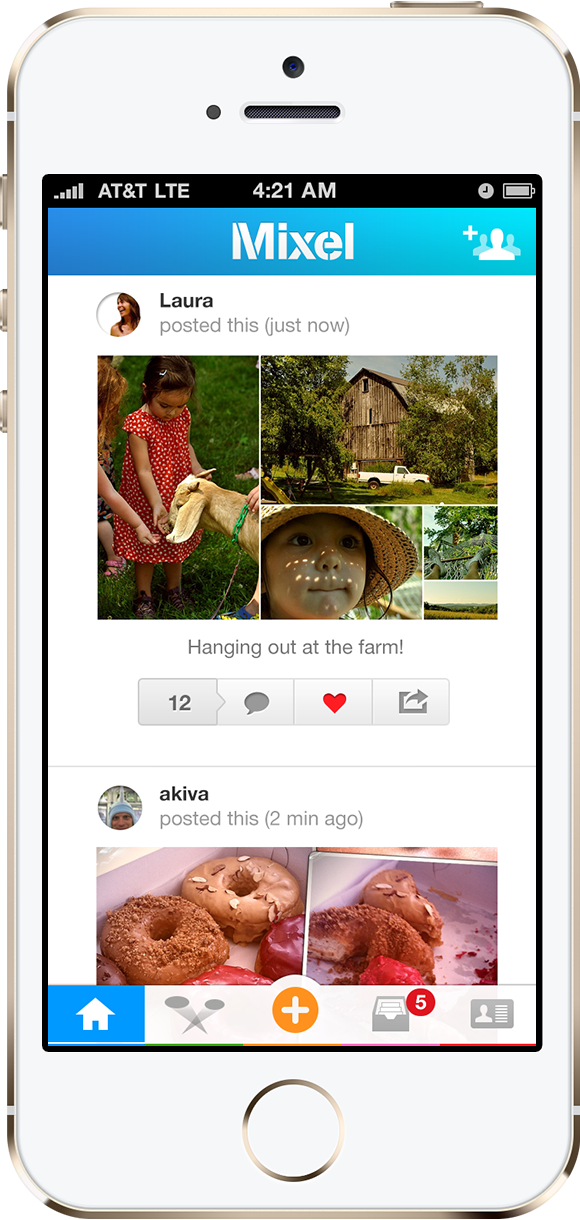 AT&T LTE 4:21 AM
Mixel
Laura
posted this (just now)
Hanging out at the farm!
12
akiva
posted this (2 min ago)
5